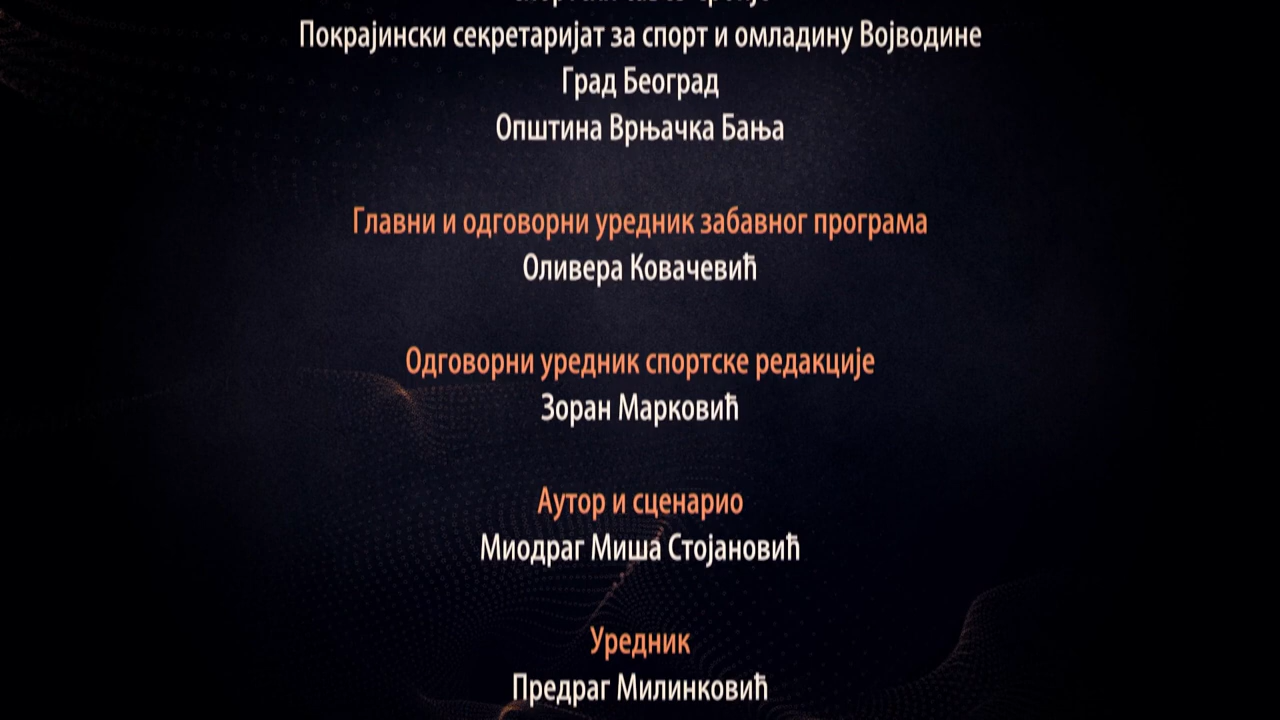 Покрајински секретаријат за спорт и омладину Војводине
Град Београд
Општина Врњачка Бања
Главни и одговорни уредник забавног програма
Оливера Ковачевић
Одговорни уредник спортске редакције
Зоран Марковић
Аутор и сценарио
Миодраг Миша Стојановић
Уредник
Предраг Милинковић